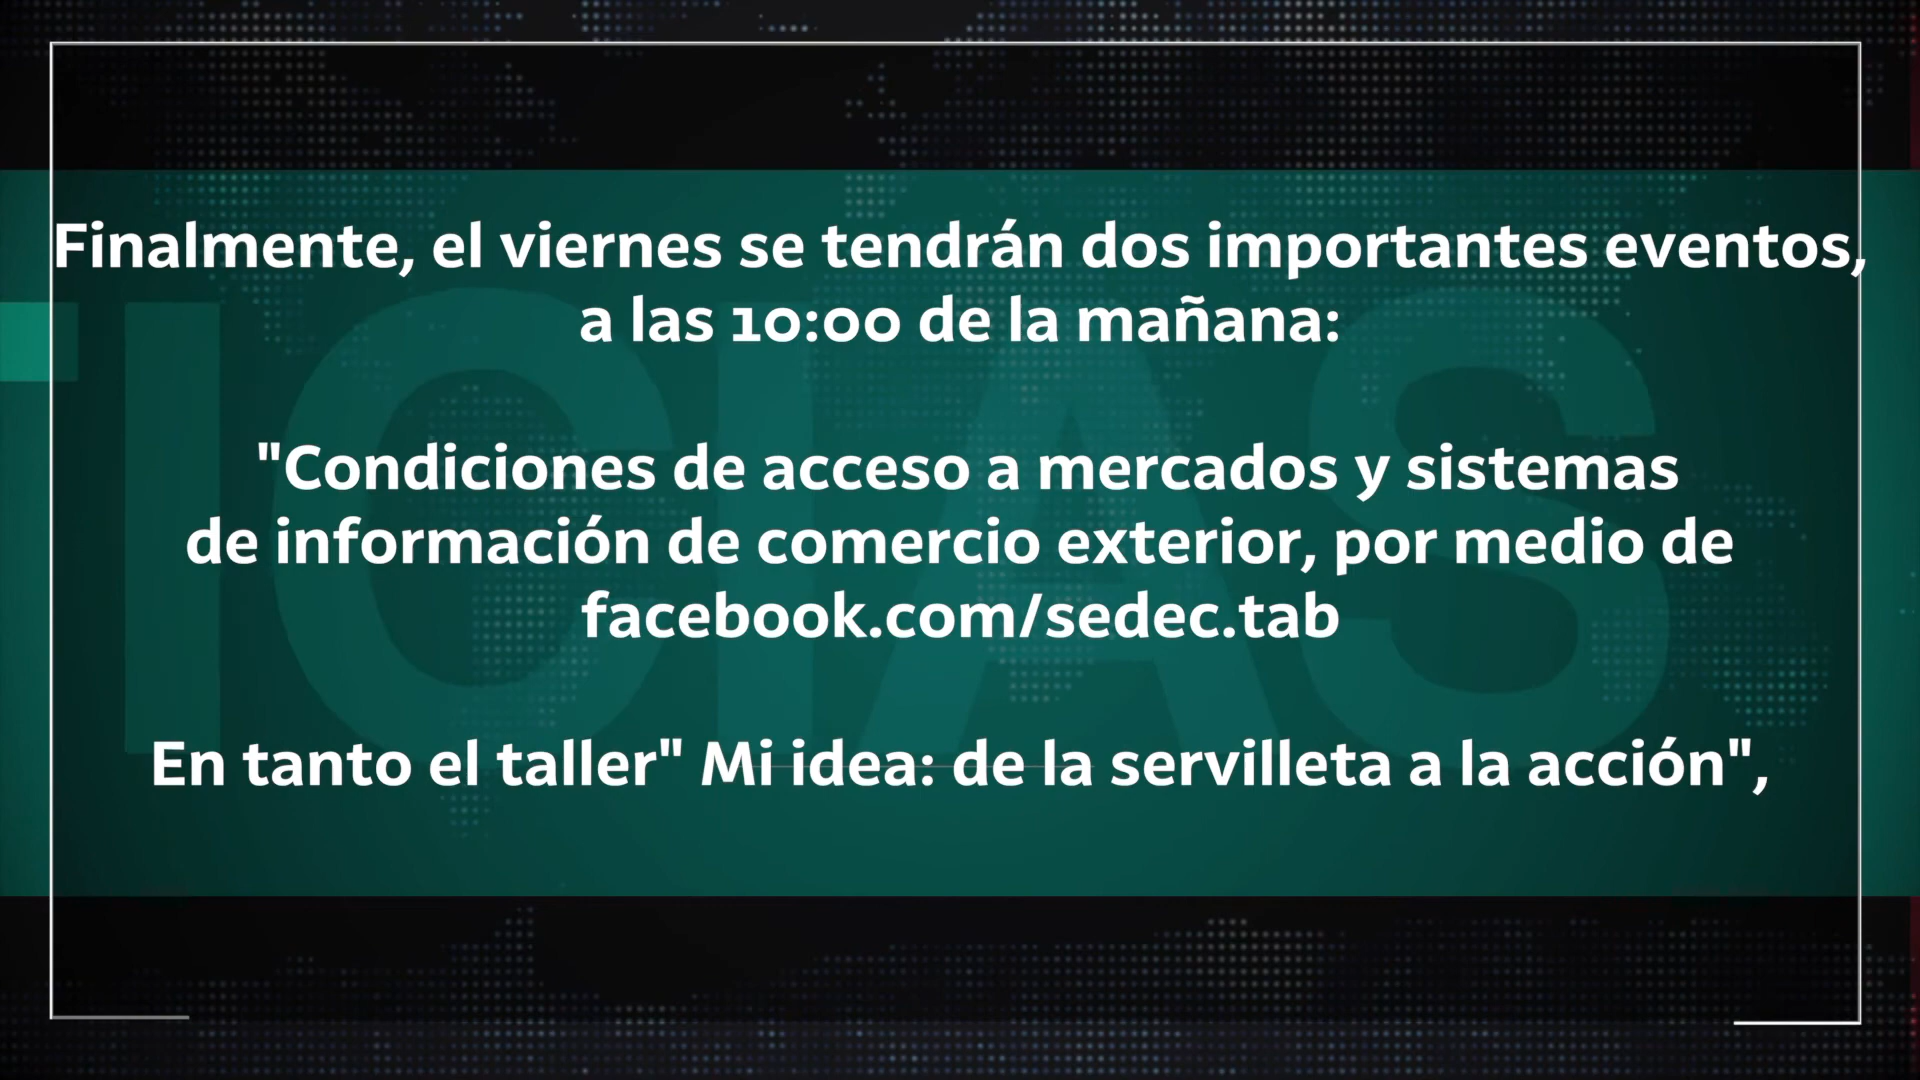 Finalmente, el viernes se tendrán dos importantes eventos,
a las 10:00 de la mañana:
"Condiciones de acceso a mercados y sistemas
de información de comercio exterior, por medio de
facebook.com/sedec.tab
En tanto el taller" Mi idea: de la servilleta a la acción",
TICIAS